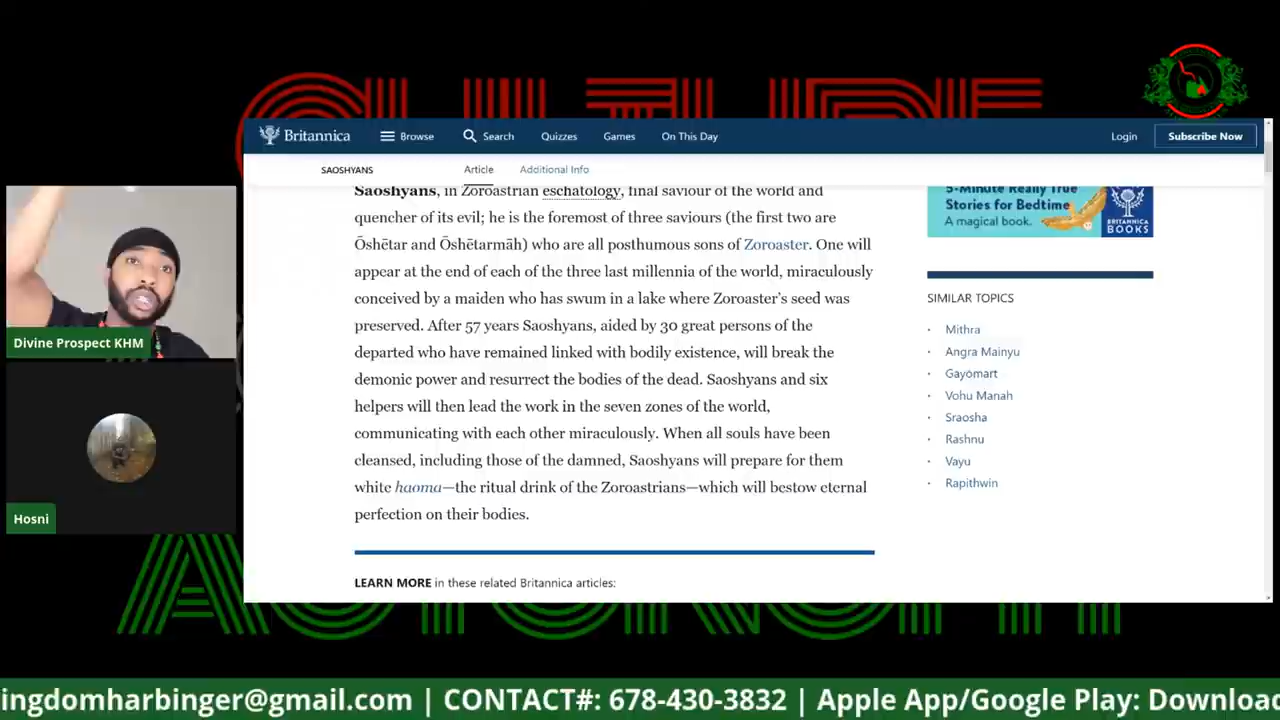 Britannica
Browse
Search
Quizzes
Games
On This Day
Login
Subscribe Now
SAOSHYANS
Article
Additional Info
Saoshyans, in Zoroastrian eschatology, final saviour of the world and
quencher of its evil; he is the foremost of three saviours (the first two are
Ōshētar and Ōshētarmāh) who are all posthumous sons of Zoroaster. One will
appear at the end of each of the three last millennia of the world, miraculously
conceived by a maiden who has swum in a lake where Zoroaster's seed was
preserved. After 57 years Saoshyans, aided by 30 great persons of the
departed who have remained linked with bodily existence, will break the
demonic power and resurrect the bodies of the dead. Saoshyans and six
helpers will then lead the work in the seven zones of the world,
communicating with each other miraculously. When all souls have been
cleansed, including those of the damned, Saoshyans will prepare for them
white haoma—the ritual drink of the Zoroastrians—which will bestow eternal
perfection on their bodies.
LEARN MORE in these related Britannica articles:
5-Minute Really True
Stories for Bedtime
A magical book.
BRITANNICA
BOOKS
SIMILAR TOPICS
Mithra
Angra Mainyu
Gayōmart
Vohu Manah
Sraosha
Rashnu
Vayu
Rapithwin
Divine Prospect KHM
Hosni
ingdomharbinger@gmail.com | CONTACT#: 678-430-3832 | Apple App/Google Play: Download